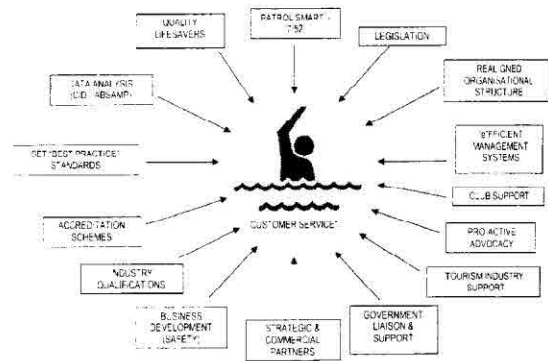 QUALITY
LIFESAVERS
PATROL SMART
LEGISLATION
DATA ANALYSIS
REALIGNED
ORGANISATIONAL
STRUCTURE
SET "BEST PRACTICE"
STANDARDS
EFFICIENT
MANAGEMENT
SYSTEMS
CLUB SUPPORT
ACCREDITATION
SCHEMES
CUSTOMER SERVICE
PRO ACTIVE
ADVOCACY
INDUSTRY
QUALIFICATIONS
TOURISM INDUSTRY
SUPPORT
BUSINESS
DEVELOPMENT
(SAFETY)
STRATEGIC &
COMMERCIAL
PARTNERS
GOVERNMENT
LIAISON &
SUPPORT